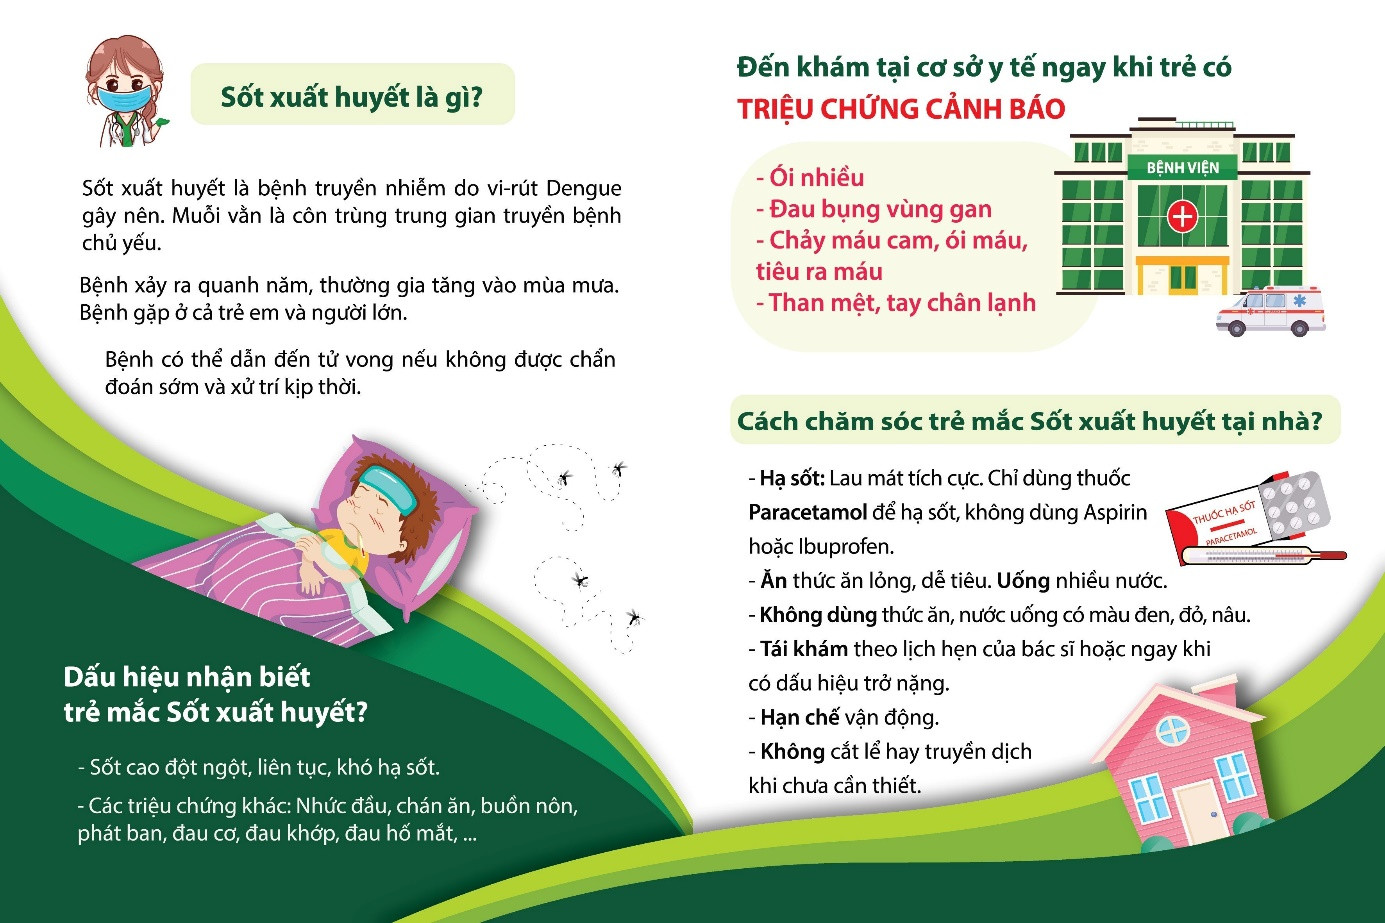 Sốt xuất huyết là gì?
Sốt xuất huyết là bệnh truyền nhiễm do vi-rút Dengue
gây nên. Muỗi vằn là côn trùng trung gian truyền bệnh
chủ yếu.
Bệnh xảy ra quanh năm, thường gia tăng vào mùa mưa.
Bệnh gặp ở cả trẻ em và người lớn.
Bệnh có thể dẫn đến tử vong nếu không được chẩn
đoán sớm và xử trí kịp thời.
Dấu hiệu nhận biết
trẻ mắc Sốt xuất huyết?
- Sốt cao đột ngột, liên tục, khó hạ sốt.
- Các triệu chứng khác: Nhức đầu, chán ăn, buồn nôn,
phát ban, đau cơ, đau khớp, đau hố mắt, ...
Đến khám tại cơ sở y tế ngay khi trẻ có
TRIỆU CHỨNG CẢNH BÁO
- Ói nhiều
- Đau bụng vùng gan
- Chảy máu cam, ói máu,
tiêu ra máu
- Than mệt, tay chân lạnh
BỆNH VIỆN
Cách chăm sóc trẻ mắc Sốt xuất huyết tại nhà?
- Hạ sốt: Lau mát tích cực. Chỉ dùng thuốc
Paracetamol để hạ sốt, không dùng Aspirin
hoặc Ibuprofen.
- Ăn thức ăn lỏng, dễ tiêu. Uống nhiều nước.
- Không dùng thức ăn, nước uống có màu đen, đỏ, nâu.
- Tái khám theo lịch hẹn của bác sĩ hoặc ngay khi
có dấu hiệu trở nặng.
- Hạn chế vận động.
- Không cắt lể hay truyền dịch
khi chưa cần thiết.
THUỐC HẠ SỐT
PARACETAMOL